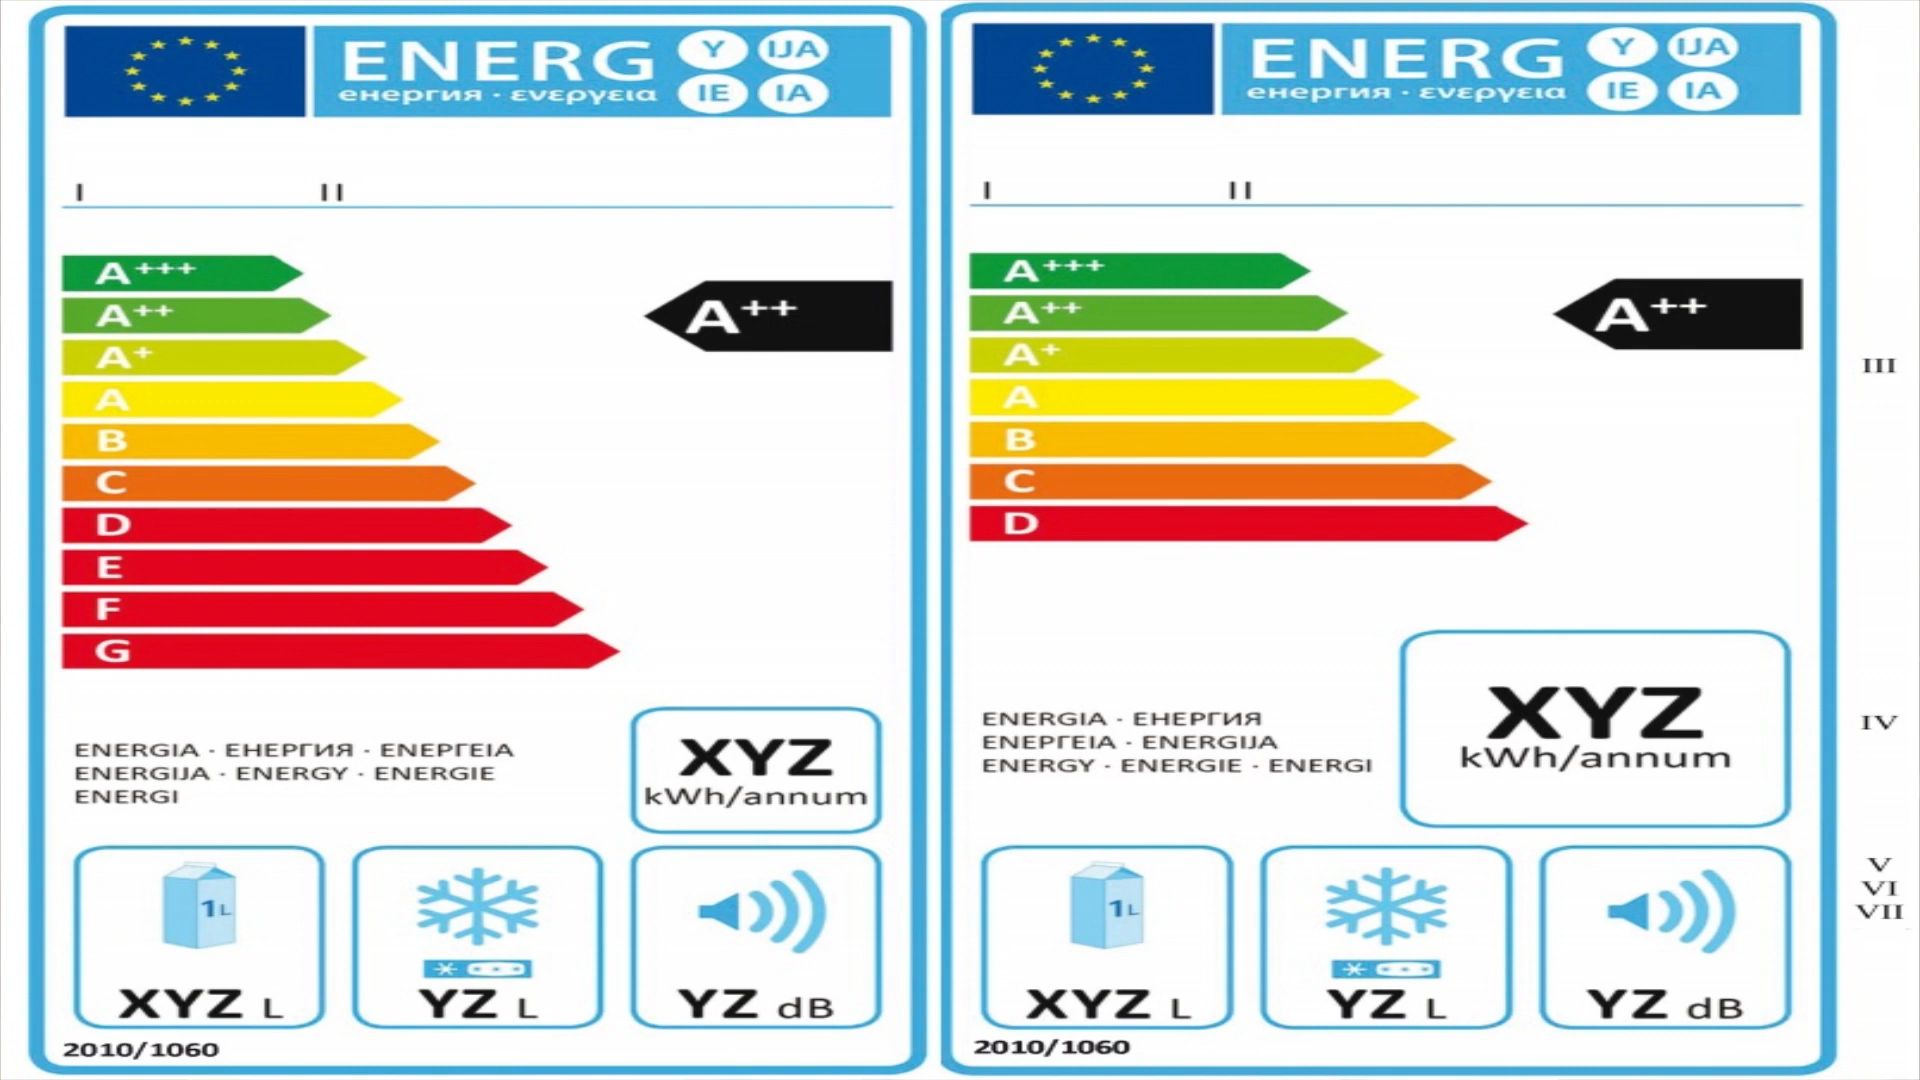 ENERG Y IJA
енергия · ενεργεια IE IA
I II
A+++
A++
A++
A+
A
B
C
D
E
F
G
XYZ
kWh/annum
ENERGIA · ЕНЕРГИЯ · ΕΝΕΡΓΕΙΑ
ENERGIJA · ENERGY · ENERGIE
ENERGI
1L
XYZ L
YZ L
YZ dB
2010/1060
ENERG Y IJA
енергия · ενεργεια IE IA
I II
A+++
A++
A++
A+
A
B
C
D
III
XYZ
kWh/annum
IV
ENERGIA · ЕНЕРГИЯ
ΕΝΕΡΓΕΙΑ · ENERGIJA
ENERGY · ENERGIE · ENERGI
1L
XYZ L
YZ L
YZ dB
V
VI
VII
2010/1060